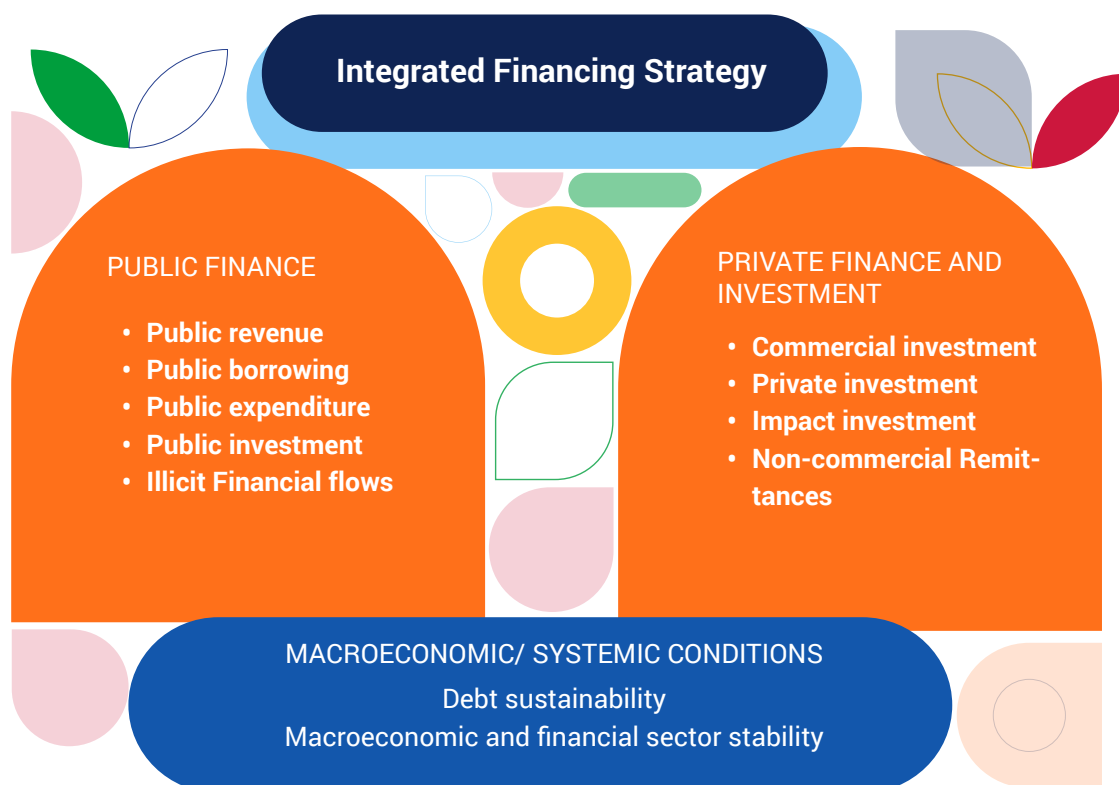 Integrated Financing Strategy
PUBLIC FINANCE
• Public revenue
• Public borrowing
• Public expenditure
• Public investment
• Illicit Financial flows
PRIVATE FINANCE AND
INVESTMENT
• Commercial investment
• Private investment
• Impact investment
• Non-commercial Remit-
tances
MACROECONOMIC/ SYSTEMIC CONDITIONS
Debt sustainability
Macroeconomic and financial sector stability